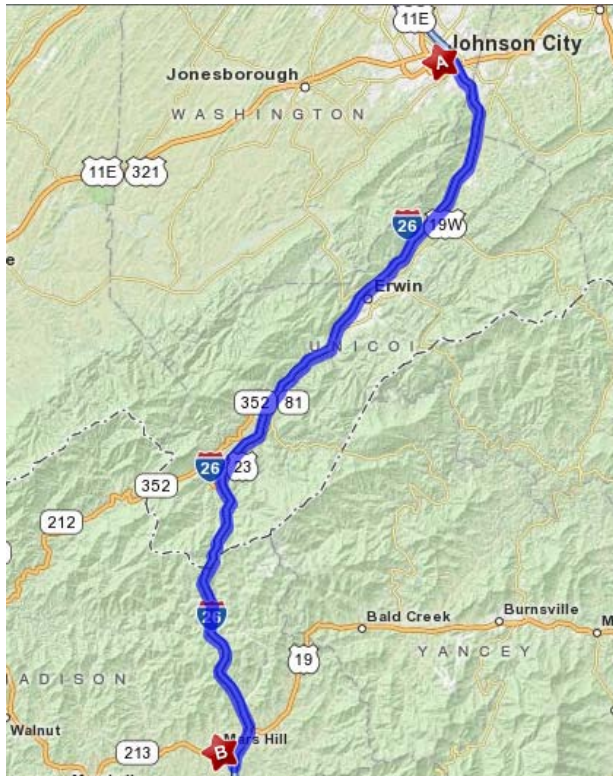 11E
Johnson City
A
Jonesborough
WASHINGTON
11E 321
26 19W
e
Erwin
UNICOI
352 81
26 23
352
212
26
Bald Creek
Burnsville
M
YANCEY
19
ADISON
Walnut
B
Mars Hill
213